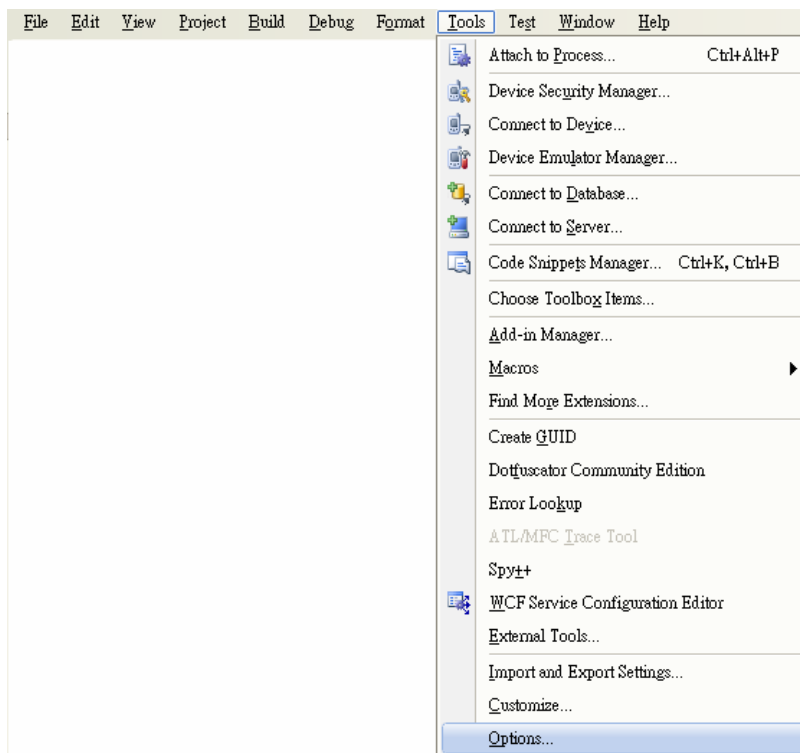 File Edit View Project Build Debug Format Tools Test Window Help
Attach to Process... Ctrl+Alt+P
Device Security Manager...
Connect to Device...
Device Emulator Manager...
Connect to Database...
Connect to Server...
Code Snippets Manager... Ctrl+K, Ctrl+B
Choose Toolbox Items...
Add-in Manager...
Macros
Find More Extensions...
Create GUID
Dotfuscator Community Edition
Error Lookup
ATL/MFC Trace Tool
Spy++
WCF Service Configuration Editor
External Tools...
Import and Export Settings...
Customize...
Options...